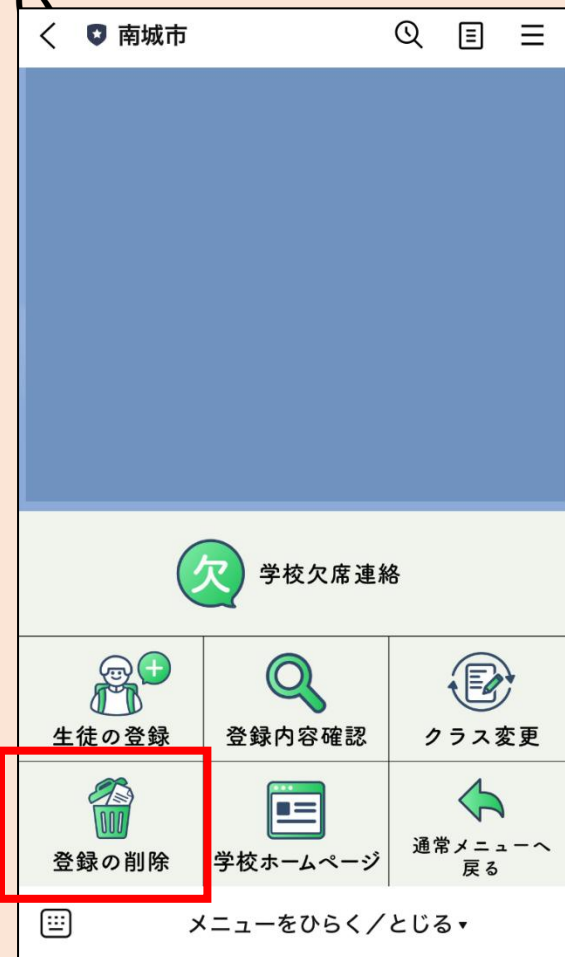 南城市
欠 学校欠席連絡
生徒の登録
登録内容確認
クラス変更
登録の削除
学校ホームページ
通常メニューへ
戻る
メニューをひらく/とじる▾